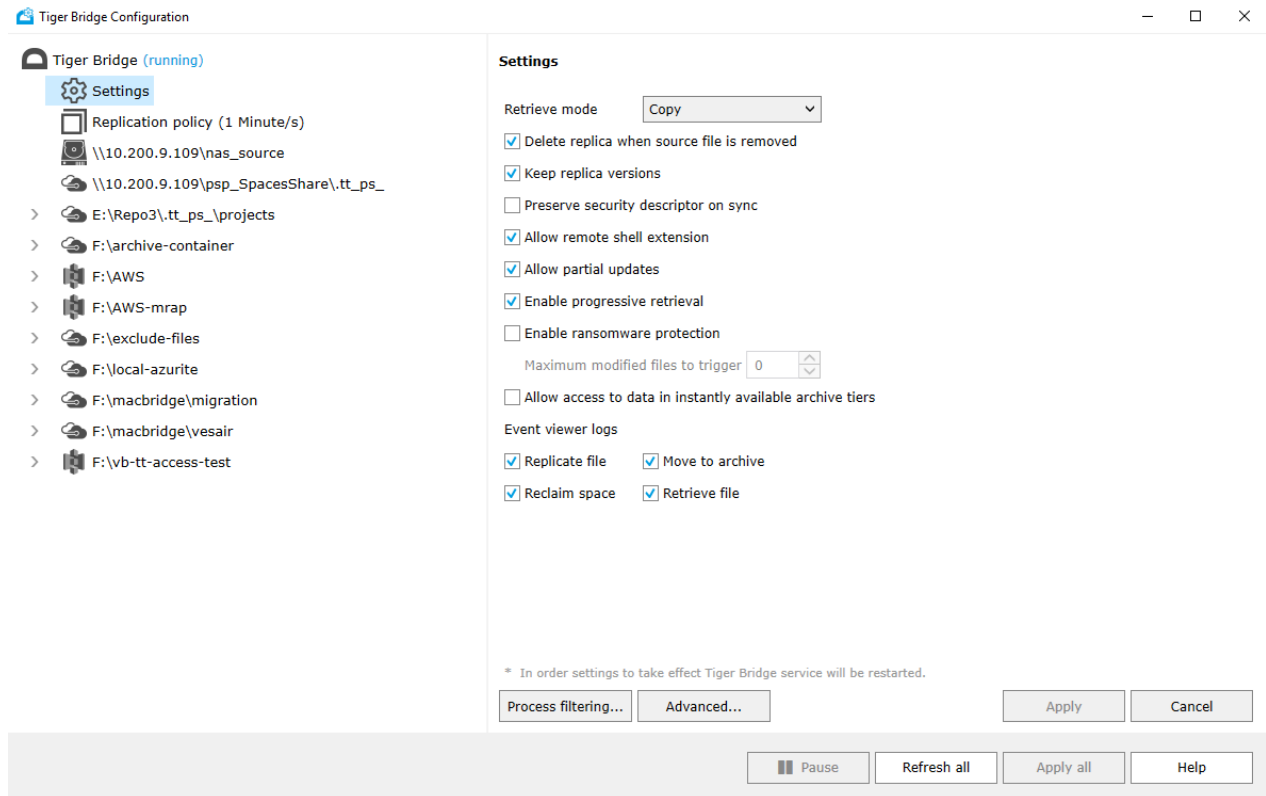 Tiger Bridge Configuration
Tiger Bridge (running)
Settings
Replication policy (1 Minute/s)
\\10.200.9.109\nas_source
\\10.200.9.109\psp_SpacesShare\.tt_ps_
E:\Repo3\.tt_ps_\projects
F:\archive-container
F:\AWS
F:\AWS-mrap
F:\exclude-files
F:\local-azurite
F:\macbridge\migration
F:\macbridge\vesair
F:\vb-tt-access-test
Settings
Retrieve mode Copy
Delete replica when source file is removed
Keep replica versions
Preserve security descriptor on sync
Allow remote shell extension
Allow partial updates
Enable progressive retrieval
Enable ransomware protection
Maximum modified files to trigger 0
Allow access to data in instantly available archive tiers
Event viewer logs
Replicate file Move to archive
Reclaim space Retrieve file
* In order settings to take effect Tiger Bridge service will be restarted.
Process filtering... Advanced... Apply Cancel
Pause Refresh all Apply all Help